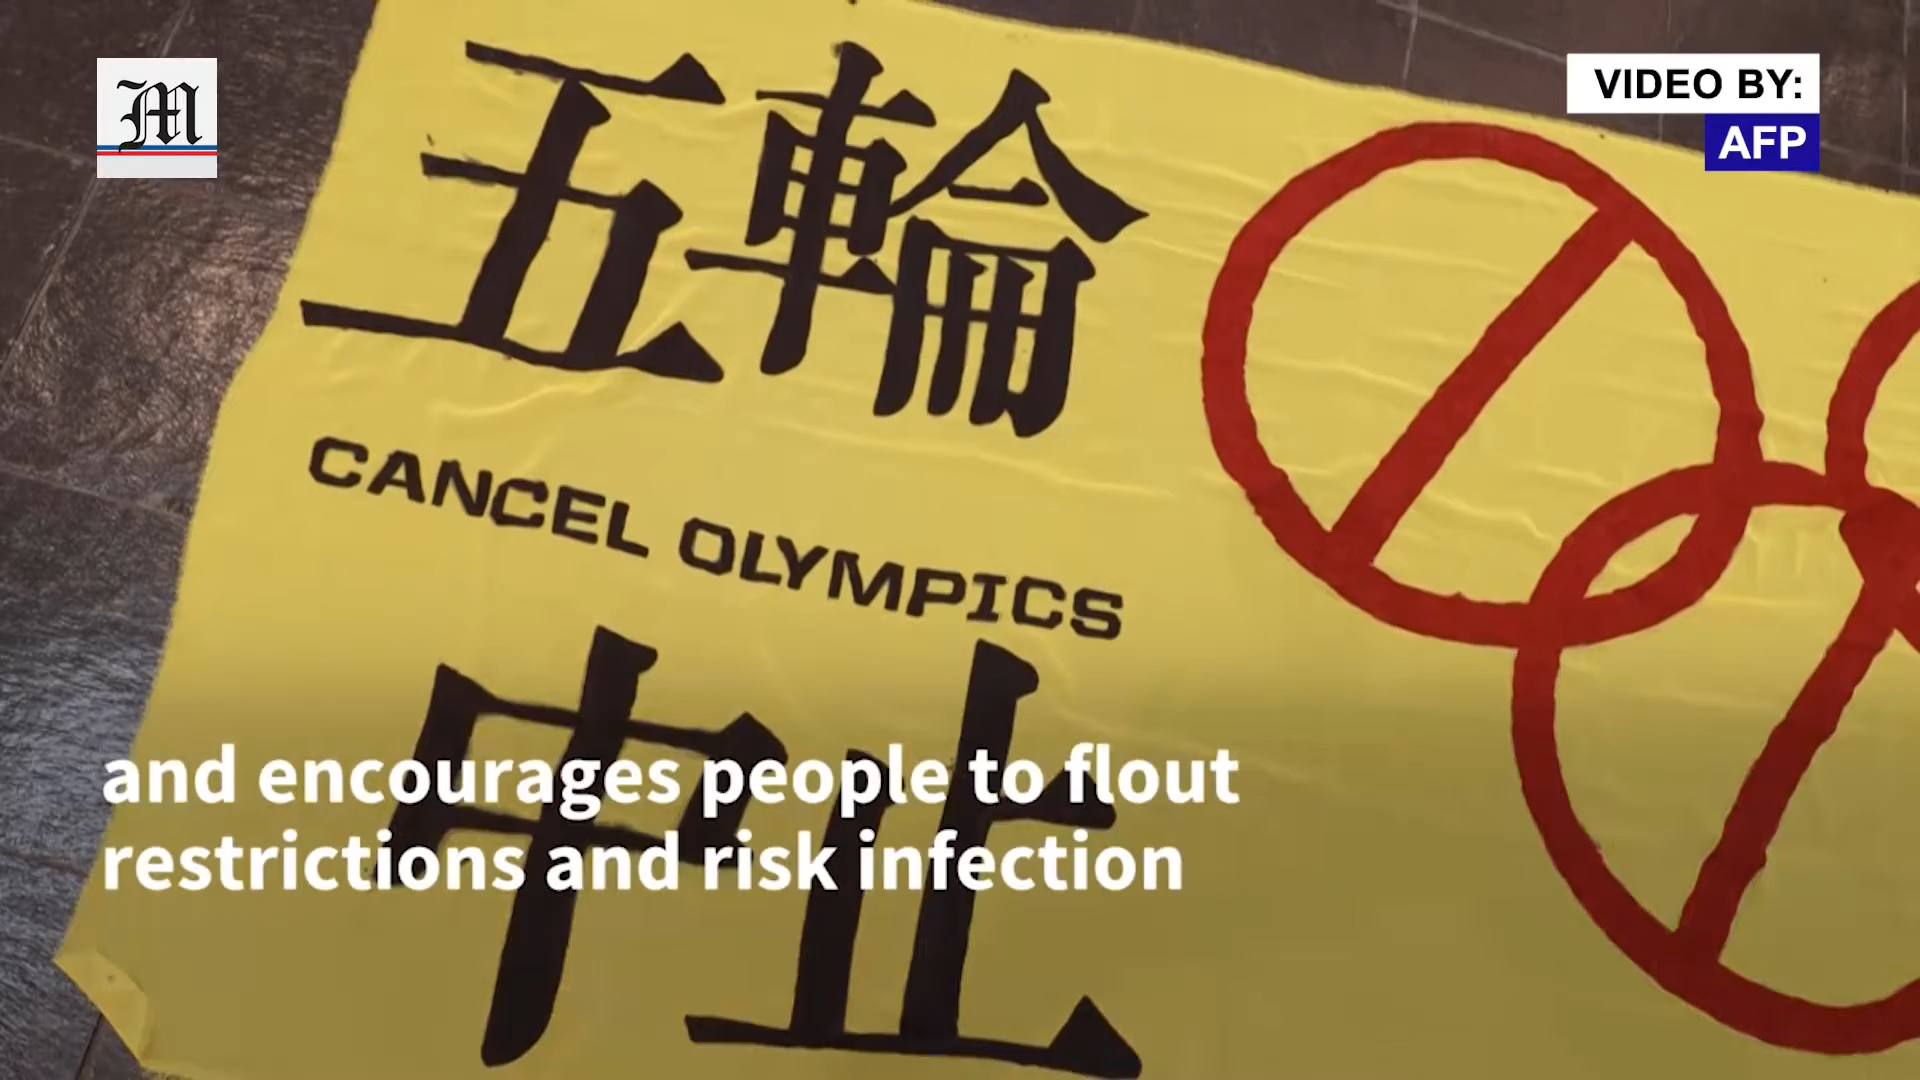 M
VIDEO BY:
AFP
五輪
CANCEL OLYMPICS
中止
and encourages people to flout
restrictions and risk infection